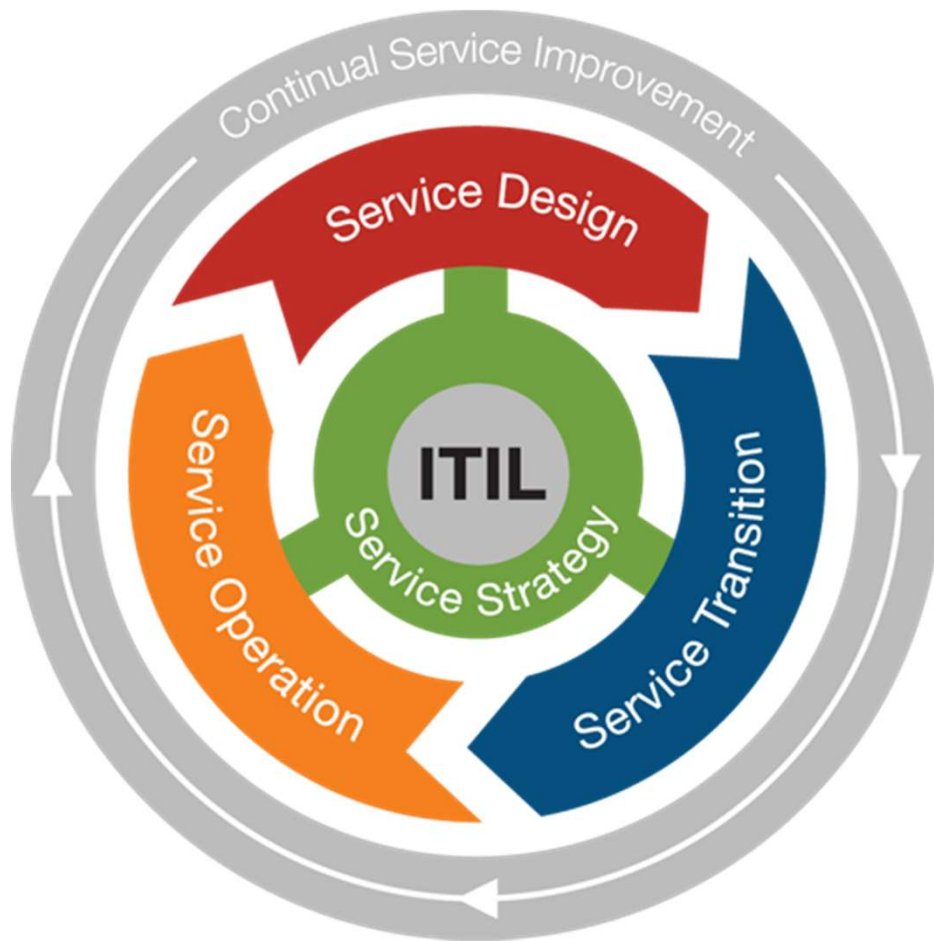 Continual Service Improvement
Service Design
Service Transition
Service Operation
ITIL
Service Strategy